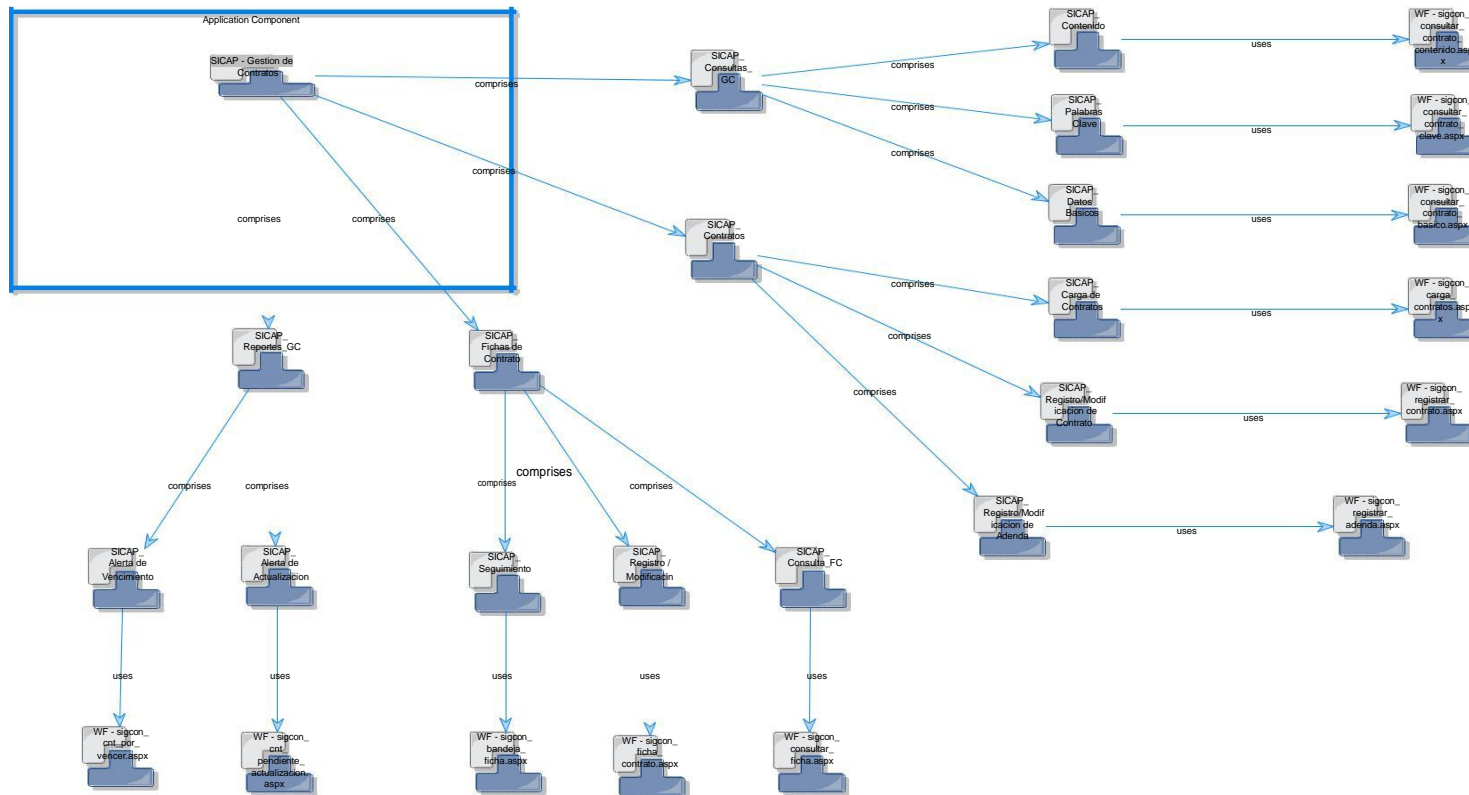 Application Component
SICAP - Gestion de
Contratos
comprises
comprises
comprises
comprises
SICAP_
Consultas_
GC
comprises
comprises
comprises
SICAP_
Contenido
uses
WF - sigcon_
consultar_
contrato_
contenido.asp
x
SICAP_
Palabras
Clave
uses
WF - sigcon_
consultar_
contrato_
clave.aspx
SICAP_
Datos
Basicos
uses
WF - sigcon_
consultar_
contrato_
basico.aspx
SICAP_
Contratos
comprises
comprises
comprises
SICAP_
Carga de
Contratos
uses
WF - sigcon_
carga_
contratos.asp
x
SICAP_
Registro/Modif
icacion de
Contrato
uses
WF - sigcon_
registrar_
contrato.aspx
SICAP_
Registro/Modif
icacion de
Adenda
uses
WF - sigcon_
registrar_
adenda.aspx
SICAP_
Reportes_GC
SICAP_
Fichas de
Contrato
comprises
comprises
comprises
comprises
comprises
SICAP_
Alerta de
Vencimiento
SICAP_
Alerta de
Actualizacion
SICAP_
Seguimiento
SICAP_
Registro /
Modificacin
SICAP_
Consulta_FC
uses
uses
uses
uses
uses
WF - sigcon_
cnt_por_
vencer.aspx
WF - sigcon_
cnt_
pendiente_
actualizacion.
aspx
WF - sigcon_
bandeja_
ficha.aspx
WF - sigcon_
ficha_
contrato.aspx
WF - sigcon_
consultar_
ficha.aspx